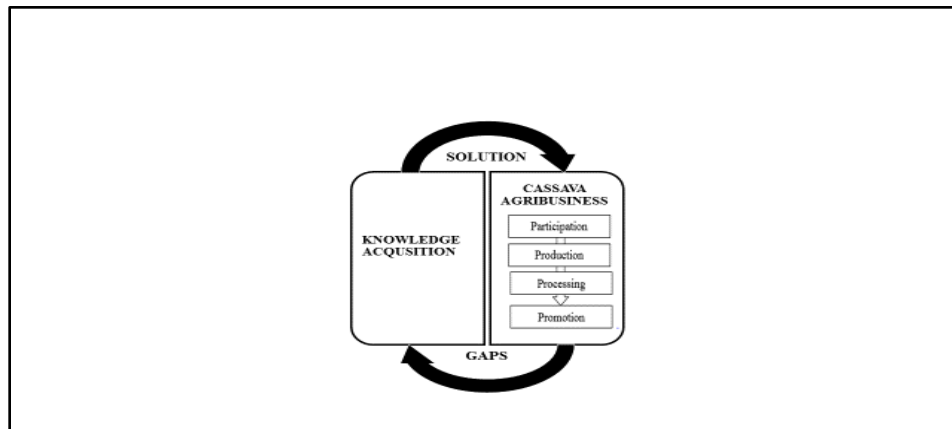 SOLUTION
CASSAVA
AGRIBUSINESS
KNOWLEDGE
ACQUSITION
Participation
Production
Processing
Promotion
GAPS